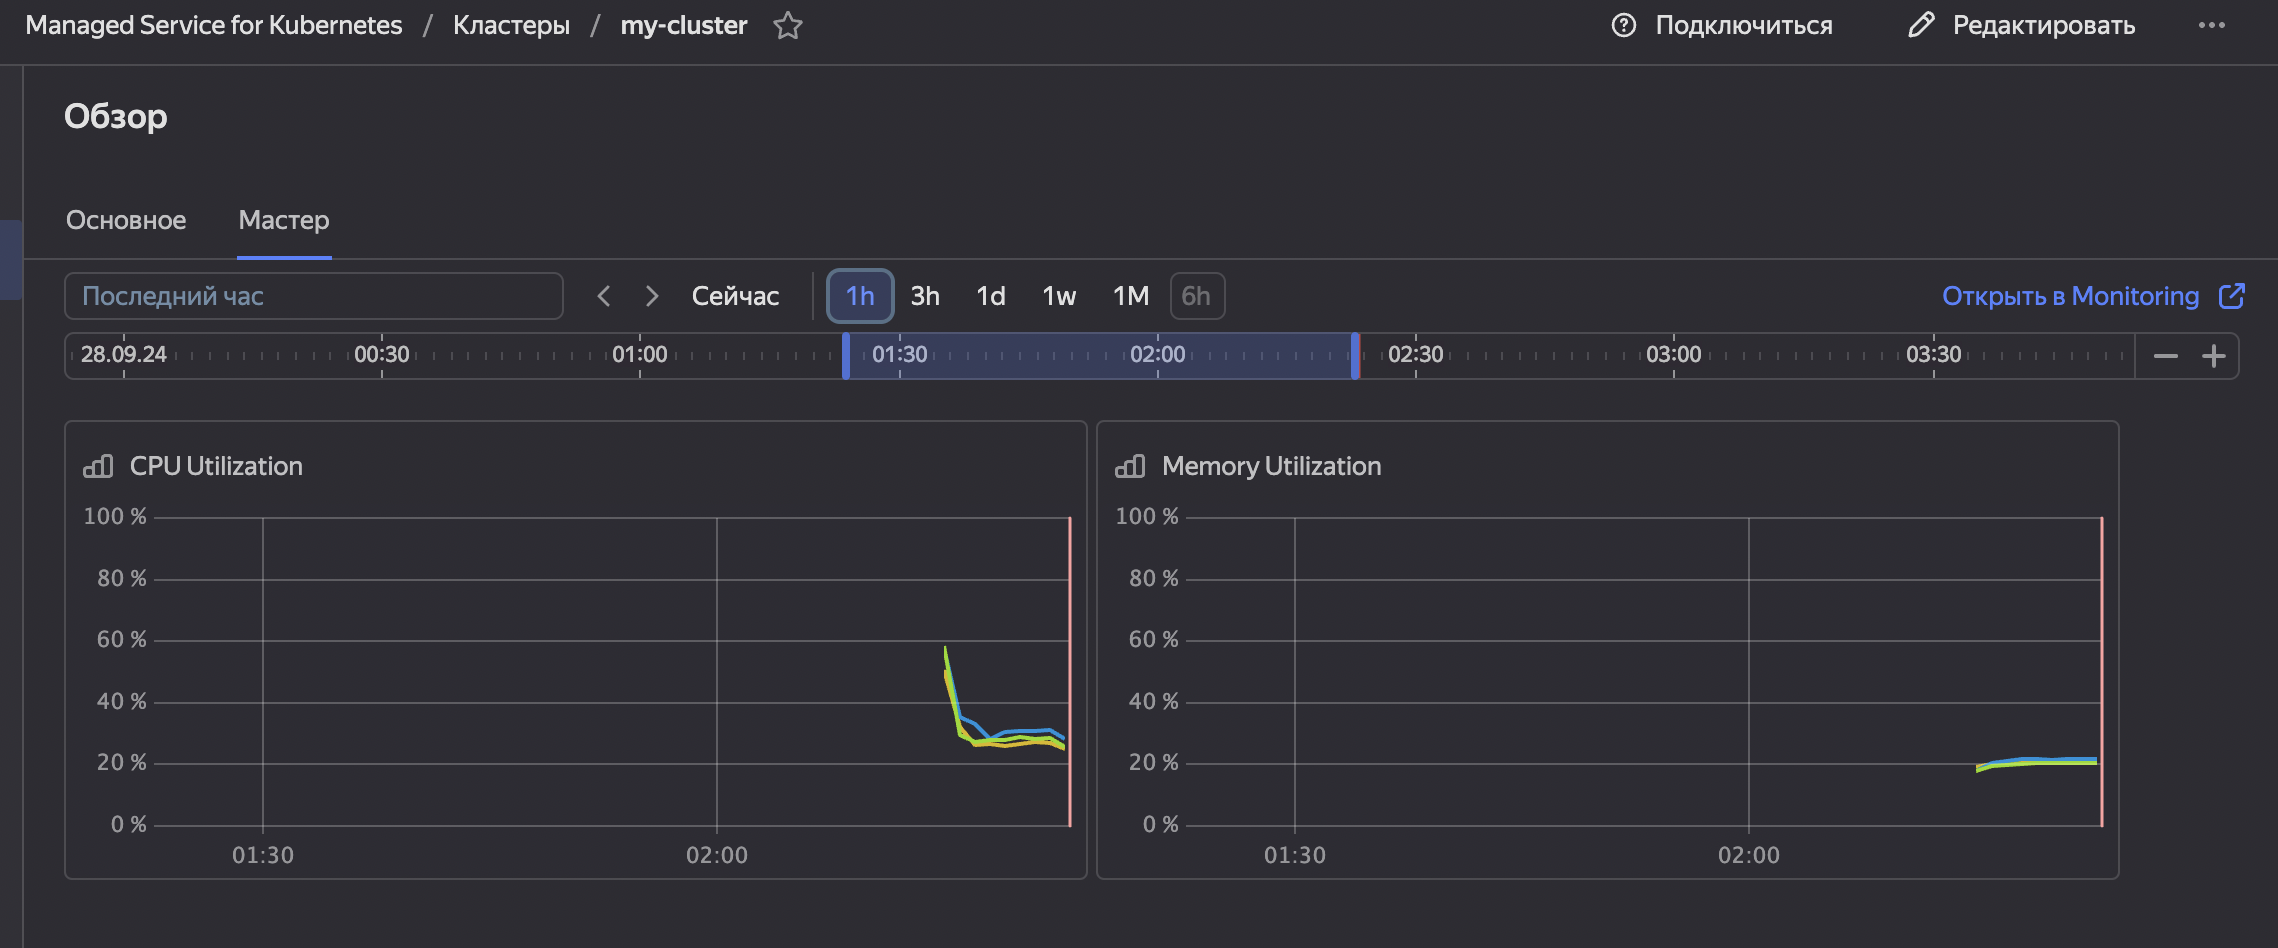 Managed Service for Kubernetes / Кластеры / my-cluster
Подключиться Редактировать
Обзор
Основное Мастер
Последний час Сейчас 1h 3h 1d 1w 1M 6h Открыть в Monitoring
28.09.24 00:30 01:00 01:30 02:00 02:30 03:00 03:30
CPU Utilization
100 %
80 %
60 %
40 %
20 %
0 %
01:30 02:00
Memory Utilization
100 %
80 %
60 %
40 %
20 %
0 %
01:30 02:00